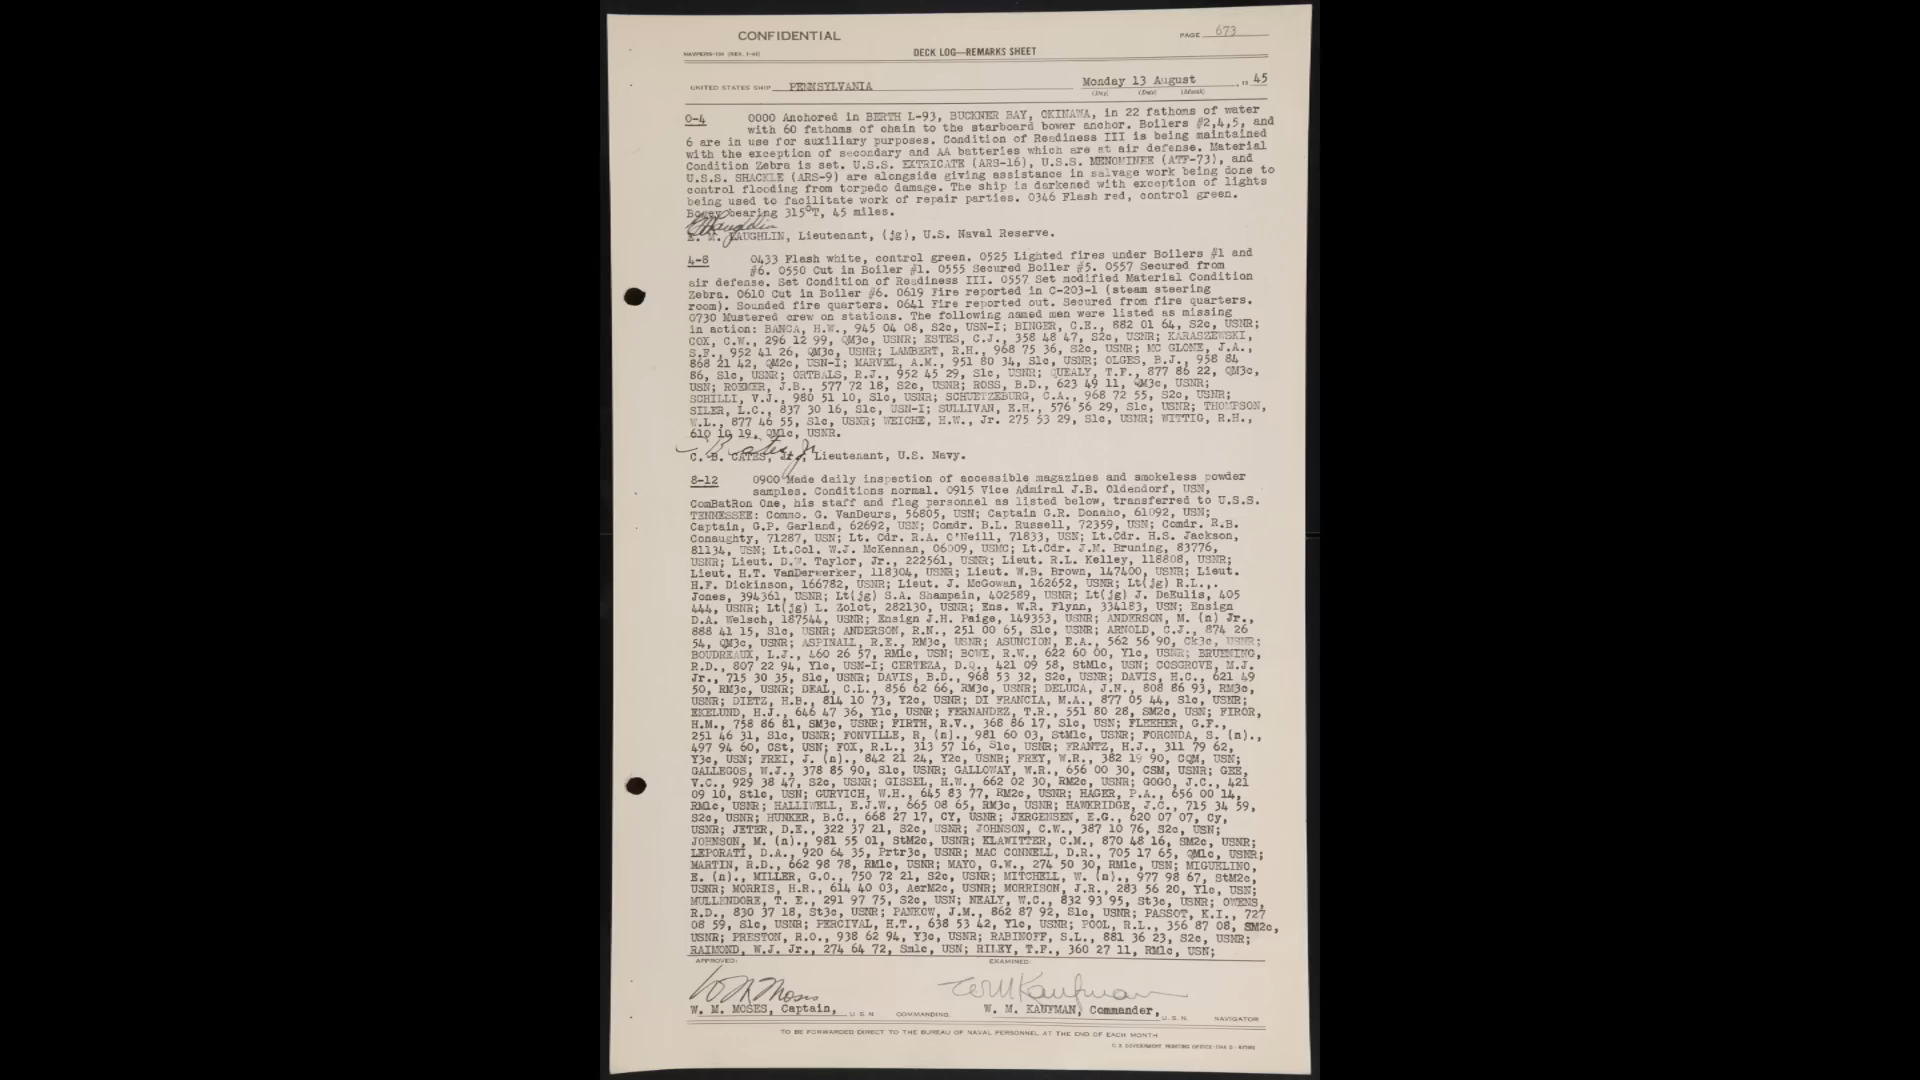 CONFIDENTIAL
PAGE 673
NAVPERS-134 (REV. 1-44)
DECK LOG—REMARKS SHEET
UNITED STATES SHIP PENNSYLVANIA Monday 13 August , 19 45
(Day) (Date) (Month)
0-4 0000 Anchored in BERTH L-93, BUCKNER BAY, OKINAWA, in 22 fathoms of water
with 60 fathoms of chain to the starboard bower anchor. Boilers #2,4,5, and
6 are in use for auxiliary purposes. Condition of Readiness III is being maintained
with the exception of secondary and AA batteries which are at air defense. Material
Condition Zebra is set. U.S.S. EXTRICATE (ARS-16), U.S.S. MENOMINEE (ATF-73), and
U.S.S. SHACKLE (ARS-9) are alongside giving assistance in salvage work being done to
control flooding from torpedo damage. The ship is darkened with exception of lights
being used to facilitate work of repair parties. 0346 Flash red, control green.
Bogey bearing 315°T, 45 miles.
E. M. KAUGHLIN, Lieutenant, (jg), U.S. Naval Reserve.
4-8 0433 Flash white, control green. 0525 Lighted fires under Boilers #1 and
#6. 0550 Cut in Boiler #1. 0555 Secured Boiler #5. 0557 Secured from
air defense. Set Condition of Readiness III. 0557 Set modified Material Condition
Zebra. 0610 Cut in Boiler #6. 0619 Fire reported in C-203-1 (steam steering
room). Sounded fire quarters. 0641 Fire reported out. Secured from fire quarters.
0730 Mustered crew on stations. The following named men were listed as missing
in action: BANCA, H.W., 945 04 08, S2c, USN-I; BINGER, C.E., 882 01 64, S2c, USNR;
COX, C.W., 296 12 99, QM3c, USNR; ESTES, C.J., 358 48 47, S2c, USNR; KARASZEWSKI,
S.F., 952 41 26, QM3c, USNR; LAMBERT, R.H., 968 75 36, S2c, USNR; MC GLONE, J.A.,
868 21 42, QM2c, USN-I; MARVEL, A.M., 951 80 34, S1c, USNR; OLGES, B.J., 958 84
86, S1c, USNR; ORTBALS, R.J., 952 45 29, S1c, USNR; QUEALY, T.F., 877 86 22, QM3c,
USN; ROEMER, J.B., 577 72 18, S2c, USNR; ROSS, B.D., 623 49 11, QM3c, USNR;
SCHILLI, V.J., 980 51 10, S1c, USNR; SCHUETZEBURG, C.A., 968 72 55, S2c, USNR;
SILER, L.C., 837 30 16, S1c, USN-I; SULLIVAN, E.H., 576 56 29, S1c, USNR; THOMPSON,
W.L., 877 46 55, S1c, USNR; WEICHE, H.W., Jr. 275 53 29, S1c, USNR; WITTIG, R.H.,
610 10 19, QM1c, USNR.
C. B. CATES, Jr., Lieutenant, U.S. Navy.
8-12 0900 Made daily inspection of accessible magazines and smokeless powder
samples. Conditions normal. 0915 Vice Admiral J.B. Oldendorf, USN,
ComBatRon One, his staff and flag personnel as listed below, transferred to U.S.S.
TENNESSEE: Commo. G. VanDeurs, 56805, USN; Captain G.R. Donaho, 61092, USN;
Captain, G.P. Garland, 62692, USN; Comdr. B.L. Russell, 72359, USN; Comdr. R.B.
Conaughty, 71287, USN; Lt. Cdr. R.A. O'Neill, 71833, USN; Lt.Cdr. H.S. Jackson,
81134, USN; Lt.Col. W.J. McKennan, 06009, USMC; Lt.Cdr. J.M. Bruning, 83776,
USNR; Lieut. D.W. Taylor, Jr., 222561, USNR; Lieut. R.L. Kelley, 118808, USNR;
Lieut. H.T. VanDerwerker, 118304, USNR; Lieut. W.B. Brown, 147400, USNR; Lieut.
H.F. Dickinson, 166782, USNR; Lieut. J. McGowan, 162652, USNR; Lt(jg) R.L.,.
Jones, 394361, USNR; Lt(jg) S.A. Shampain, 402589, USNR; Lt(jg) J. DeEulis, 405
444, USNR; Lt(jg) L. Zolot, 282130, USNR; Ens. W.R. Flynn, 334183, USN; Ensign
D.A. Welsch, 187544, USNR; Ensign J.H. Paige, 149353, USNR; ANDERSON, M. (n) Jr.,
888 41 15, S1c, USNR; ANDERSON, R.N., 251 00 65, S1c, USNR; ARNOLD, C.J., 874 26
54, QM3c, USNR; ASPINALL, R.E., RM3c, USNR; ASUNCION, E.A., 562 56 90, Ck3c, USNR;
BOUDREAUX, L.J., 460 26 57, RM1c, USN; BOWE, R.W., 622 60 00, Y1c, USNR; BRUENING,
R.D., 807 22 94, Y1c, USN-I; CERTEZA, D.Q., 421 09 58, StM1c, USN; COSGROVE, M.J.
Jr., 715 30 35, S1c, USNR; DAVIS, B.D., 968 53 32, S2c, USNR; DAVIS, H.C., 621 49
50, RM3c, USNR; DEAL, C.L., 856 62 66, RM3c, USNR; DELUCA, J.N., 808 86 93, RM3c,
USNR; DIETZ, H.B., 814 10 73, Y2c, USNR; DI FRANCIA, M.A., 877 05 44, S1c, USNR;
EKELUND, H.J., 646 47 36, Y1c, USNR; FERNANDEZ, T.R., 551 80 28, SM2c, USN; FIROR,
H.M., 758 86 81, SM3c, USNR; FIRTH, R.V., 368 86 17, S1c, USN; FLEEHER, G.F.,
251 46 31, S1c, USNR; FONVILLE, R, (n)., 981 60 03, StM1c, USNR; FORONDA, S. (n).,
497 94 60, CSt, USN; FOX, R.L., 313 57 16, S1c, USNR; FRANTZ, H.J., 311 79 62,
Y3c, USN; FREI, J. (n)., 842 21 24, Y2c, USNR; FREY, W.R., 382 19 90, CQM, USN;
GALLEGOS, W.J., 378 85 90, S1c, USNR; GALLOWAY, W.R., 656 00 30, CSM, USNR; GEE,
V.C., 929 38 47, S2c, USNR; GISSEL, H.W., 662 02 30, RM2c, USNR; GOGO, J.C., 421
09 10, St1c, USN; GURVICH, W.H., 645 83 77, RM2c, USNR; HAGER, P.A., 656 00 14,
RM1c, USNR; HALLIWELL, E.J.W., 665 08 65, RM3c, USNR; HAWKRIDGE, J.C., 715 34 59,
S2c, USNR; HUNKER, B.C., 668 27 17, CY, USNR; JERGENSEN, E.G., 620 07 07, Cy,
USNR; JETER, D.E., 322 37 21, S2c, USNR; JOHNSON, C.W., 387 10 76, S2c, USN;
JOHNSON, M. (n)., 981 55 01, StM2c, USNR; KLAWITTER, C.M., 870 48 16, SM2c, USNR;
LEPORATI, D.A., 920 64 35, Prtr3c, USNR; MAC CONNELL, D.R., 705 17 65, QM1c, USNR;
MARTIN, R.D., 662 98 78, RM1c, USNR; MAYO, G.W., 274 50 30, RM1c, USN; MIGUELINO,
E. (n)., MILLER, G.O., 750 72 21, S2c, USNR; MITCHELL, W. (n)., 977 98 67, StM2c,
USNR; MORRIS, H.R., 614 40 03, AerM2c, USNR; MORRISON, J.R., 283 56 20, Y1c, USN;
MULLENDORE, T. E., 291 97 75, S2c, USN; NEALY, W.C., 832 93 95, St3c, USNR; OWENS,
R.D., 830 37 18, St3c, USNR; PANKOW, J.M., 862 87 92, S1c, USNR; PASSOT, K.I., 727
08 59, S1c, USNR; PERCIVAL, H.T., 638 53 42, Y1c, USNR; POOL, R.L., 356 87 08, SM2c,
USNR; PRESTON, R.O., 938 62 94, Y3c, USNR; RABINOFF, S.L., 881 36 23, S2c, USNR;
RAIMOND, W.J. Jr., 274 64 72, Sm1c, USN; RILEY, T.F., 360 27 11, RM1c, USN;
APPROVED: EXAMINED:
W M Moses W M Kaufman
W. M. MOSES, Captain, U. S. N. COMMANDING. W. M. KAUFMAN, Commander, U. S. N. NAVIGATOR
TO BE FORWARDED DIRECT TO THE BUREAU OF NAVAL PERSONNEL AT THE END OF EACH MONTH
U. S. GOVERNMENT PRINTING OFFICE